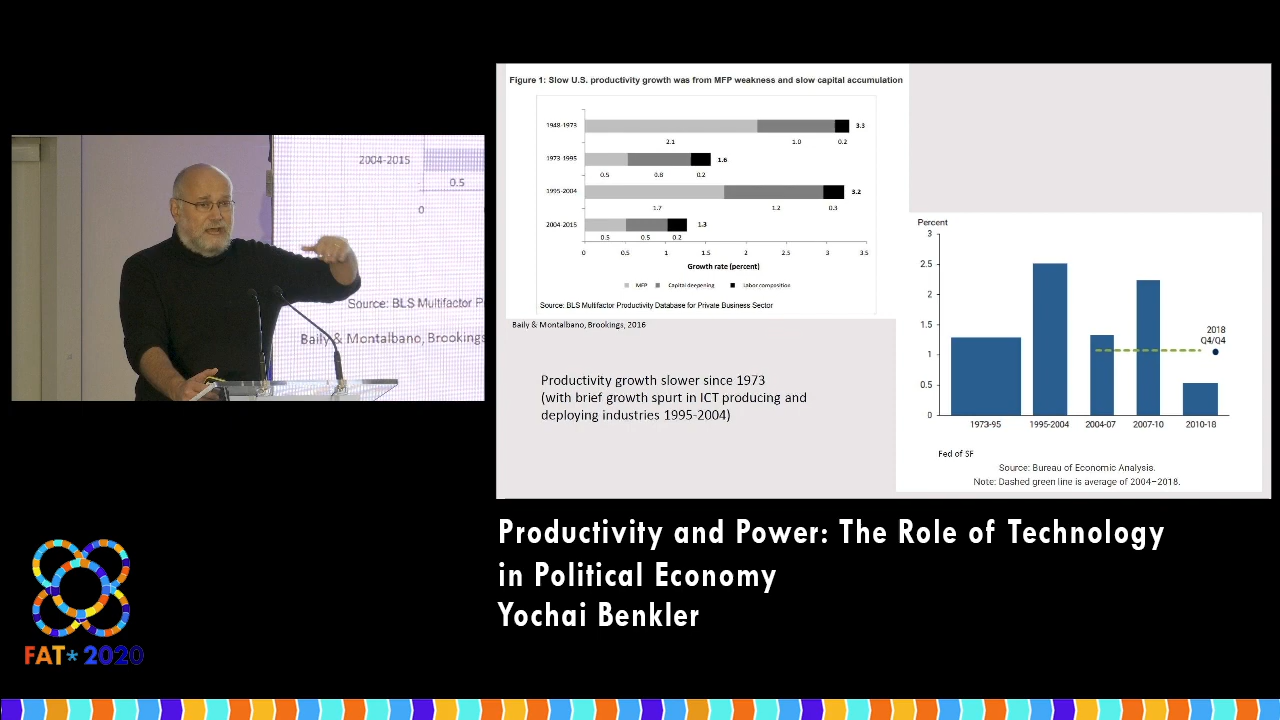 2004-2015
0.5
0
Source: BLS Multifactor P
Baily & Montalbano, Brookings
Figure 1: Slow U.S. productivity growth was from MFP weakness and slow capital accumulation
1948-1973
3.3
2.1
1.0
0.2
1973-1995
1.6
0.5
0.8
0.2
1995-2004
3.2
1.7
1.2
0.3
2004-2015
1.3
0.5
0.5
0.2
0
0.5
1
1.5
2
2.5
3
3.5
Growth rate (percent)
MFP
Capital deepening
Labor composition
Source: BLS Multifactor Productivity Database for Private Business Sector
Baily & Montalbano, Brookings, 2016
Productivity growth slower since 1973
(with brief growth spurt in ICT producing and
deploying industries 1995-2004)
Percent
3
2.5
2
1.5
1
0.5
0
2018
Q4/Q4
1973-95
1995-2004
2004-07
2007-10
2010-18
Fed of SF
Source: Bureau of Economic Analysis.
Note: Dashed green line is average of 2004–2018.
Productivity and Power: The Role of Technology
in Political Economy
Yochai Benkler
FAT* 2020